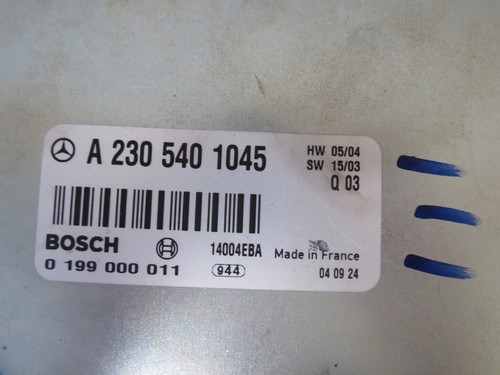 A 230 540 1045
HW 05/04
SW 15/03
Q 03
BOSCH
14004EBA
Made in France
0 199 000 011
944
04 09 24